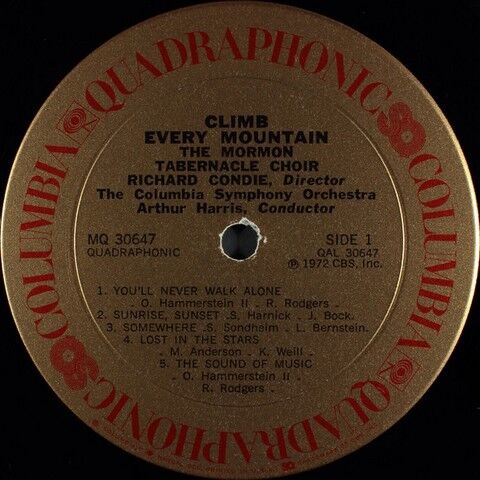 COLUMBIA QUADRAPHONIC SQ COLUMBIA QUADRAPHONIC SQ
CLIMB
EVERY MOUNTAIN
THE MORMON
TABERNACLE CHOIR
RICHARD CONDIE, Director
The Columbia Symphony Orchestra
Arthur Harris, Conductor
MQ 30647
QUADRAPHONIC
SIDE 1
QAL 30647
℗ 1972 CBS, Inc.
1. YOU'LL NEVER WALK ALONE
O. Hammerstein II - R. Rodgers -
2. SUNRISE, SUNSET -S. Harnick - J. Bock.
3. SOMEWHERE -S. Sondheim - L. Bernstein.
4. LOST IN THE STARS
- M. Anderson - K. Weill -
5. THE SOUND OF MUSIC
- O. Hammerstein II -
R. Rodgers -